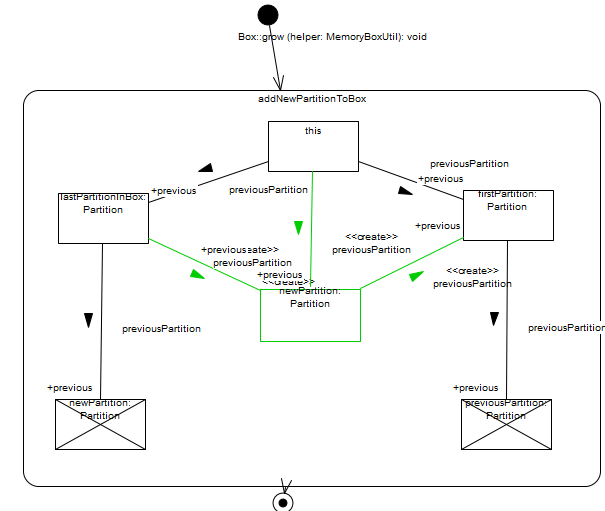 Box::grow (helper: MemoryBoxUtil): void
addNewPartitionToBox
this
previousPartition
+previous
+previous
previousPartition
lastPartitionInBox:
Partition
firstPartition:
Partition
+previous
<<create>>
previousPartition
+previous
eate>>
previousPartition
+previous
<<create>>
previousPartition
<<create>>
newPartition:
Partition
previousPartition
previousPartition
+previous
+previous
newPartition:
Partition
previousPartition:
Partition